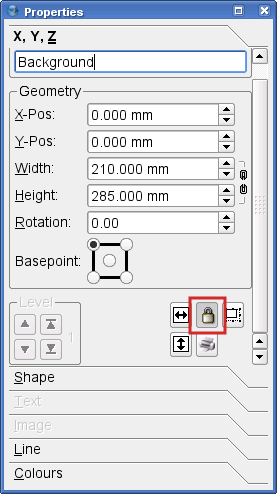 Properties
X, Y, Z
Background
Geometry
X-Pos: 0.000 mm
Y-Pos: 0.000 mm
Width: 210.000 mm
Height: 285.000 mm
Rotation: 0.00
Basepoint:
Level
1
Shape
Text
Image
Line
Colours